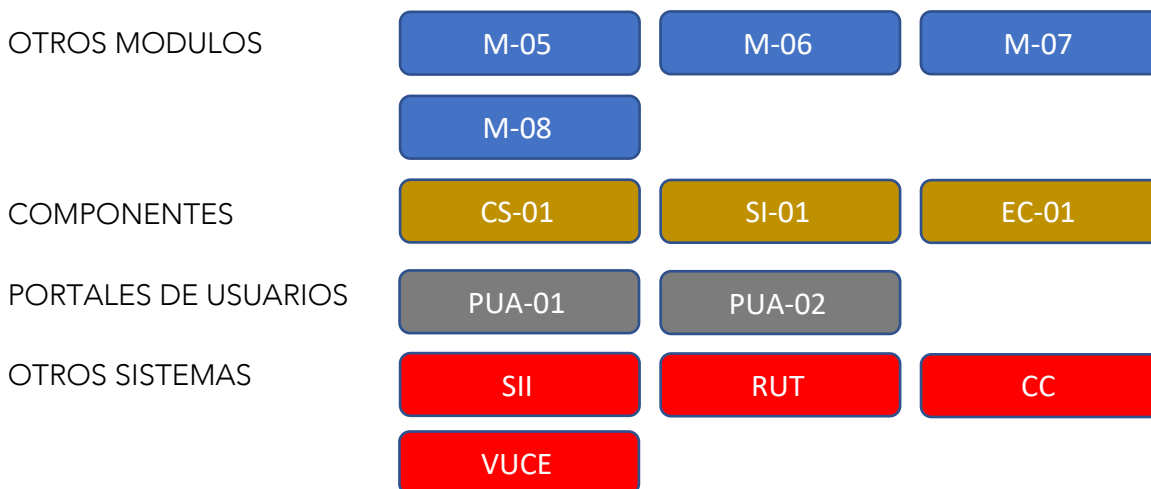 OTROS MODULOS M-05 M-06 M-07
M-08
COMPONENTES CS-01 SI-01 EC-01
PORTALES DE USUARIOS PUA-01 PUA-02
OTROS SISTEMAS SII RUT CC
VUCE